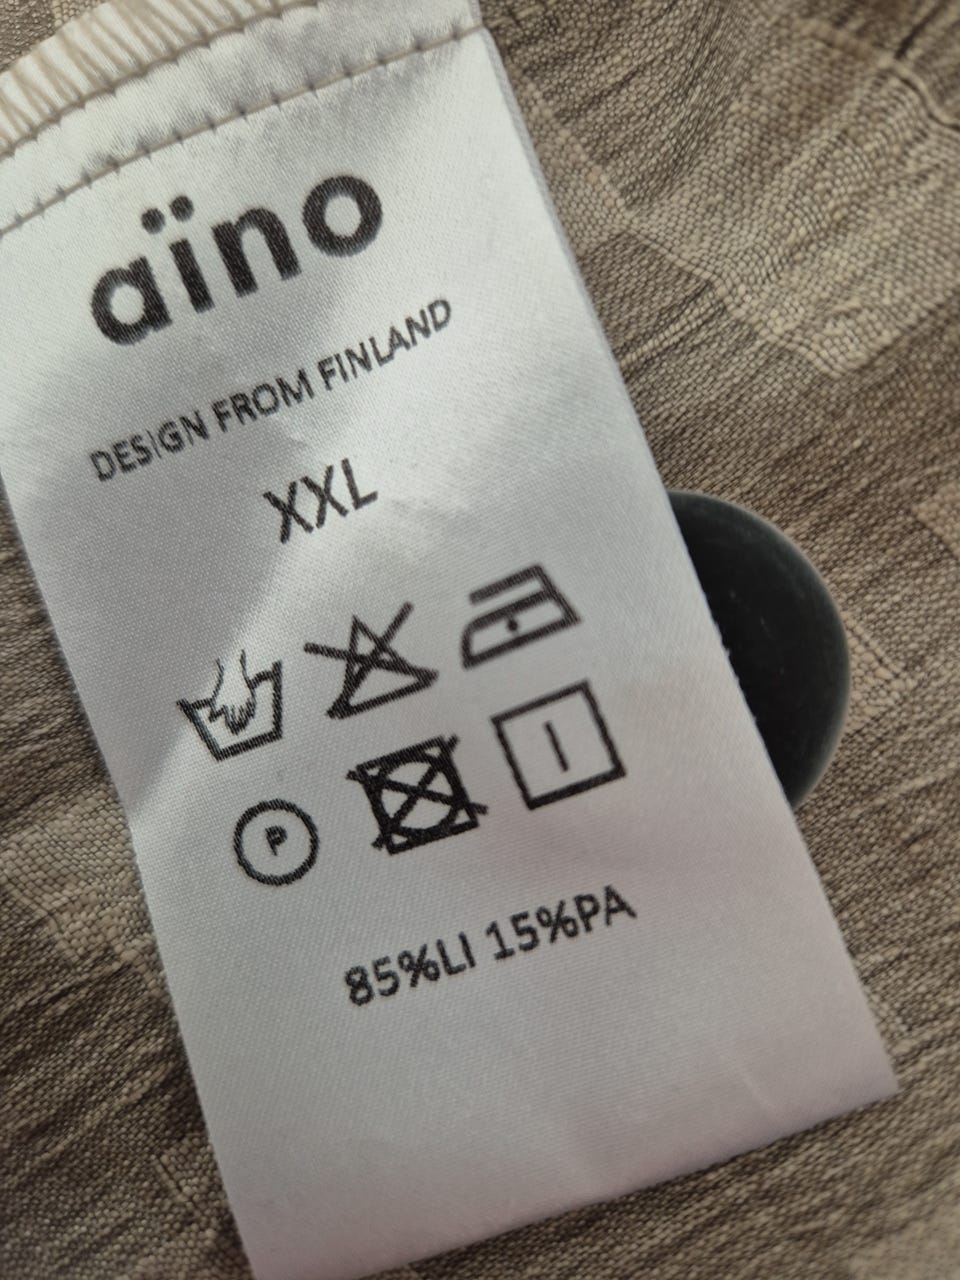 aïno
DESIGN FROM FINLAND
XXL
P
85%LI 15%PA